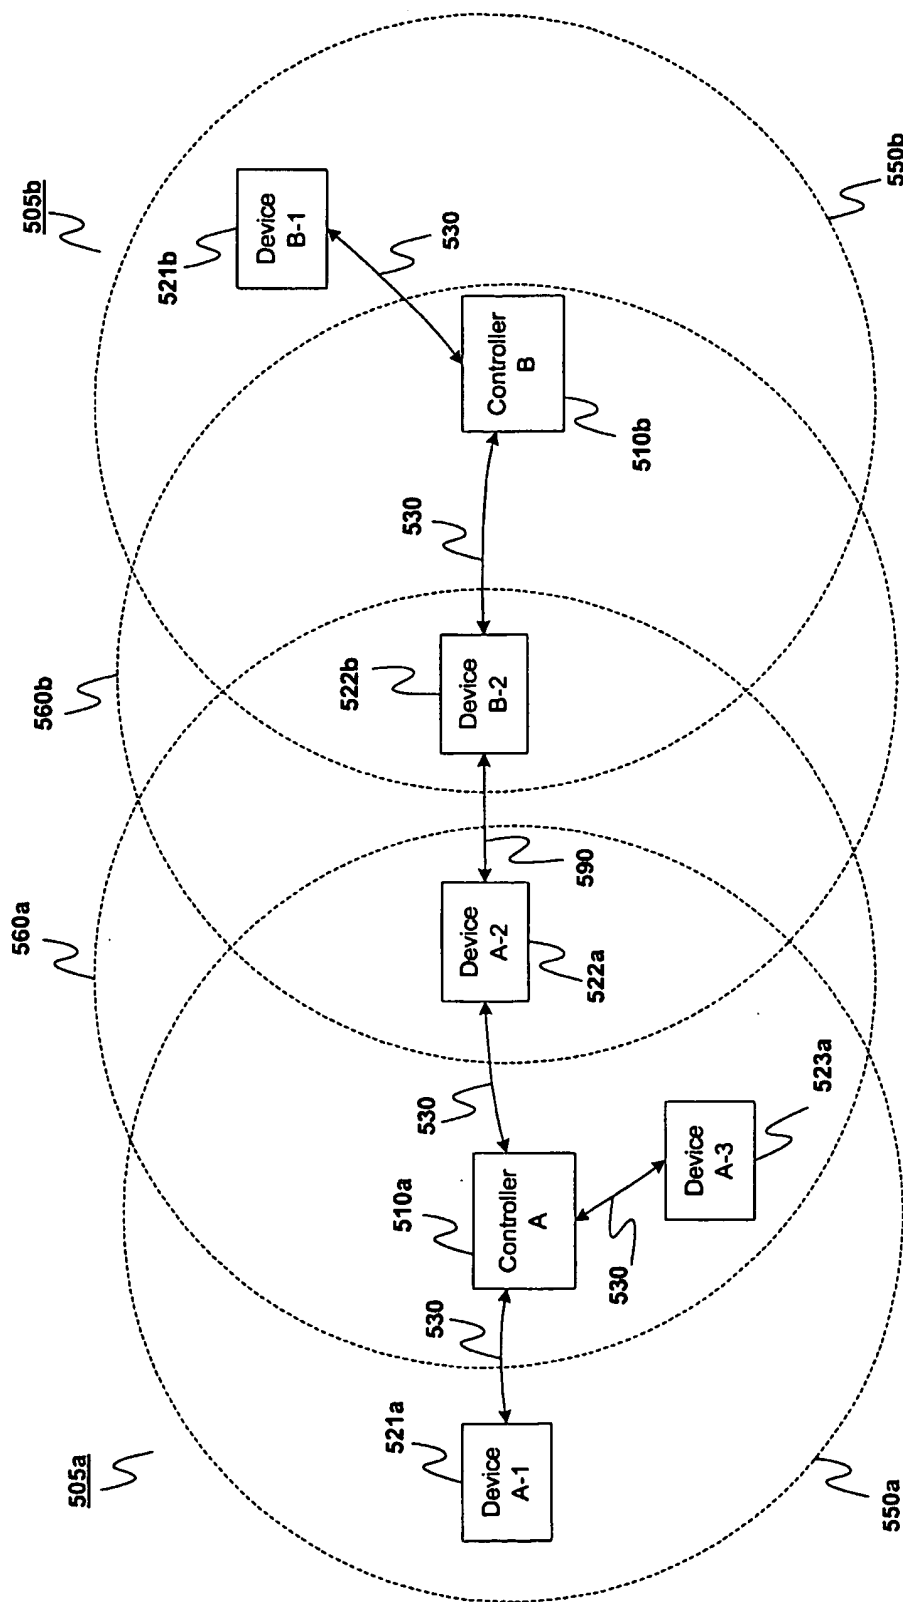 505a
521a
Device
A-1
550a
530
510a
Controller
A
530
Device
A-3
523a
530
560a
Device
A-2
522a
590
560b
522b
Device
B-2
530
Controller
B
510b
530
521b
Device
B-1
505b
550b